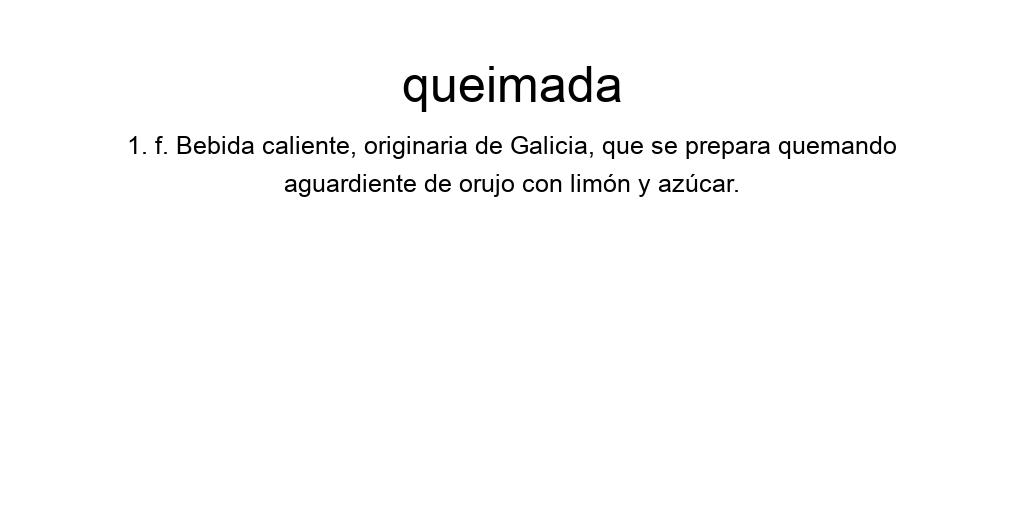 queimada
1. f. Bebida caliente, originaria de Galicia, que se prepara quemando
aguardiente de orujo con limón y azúcar.